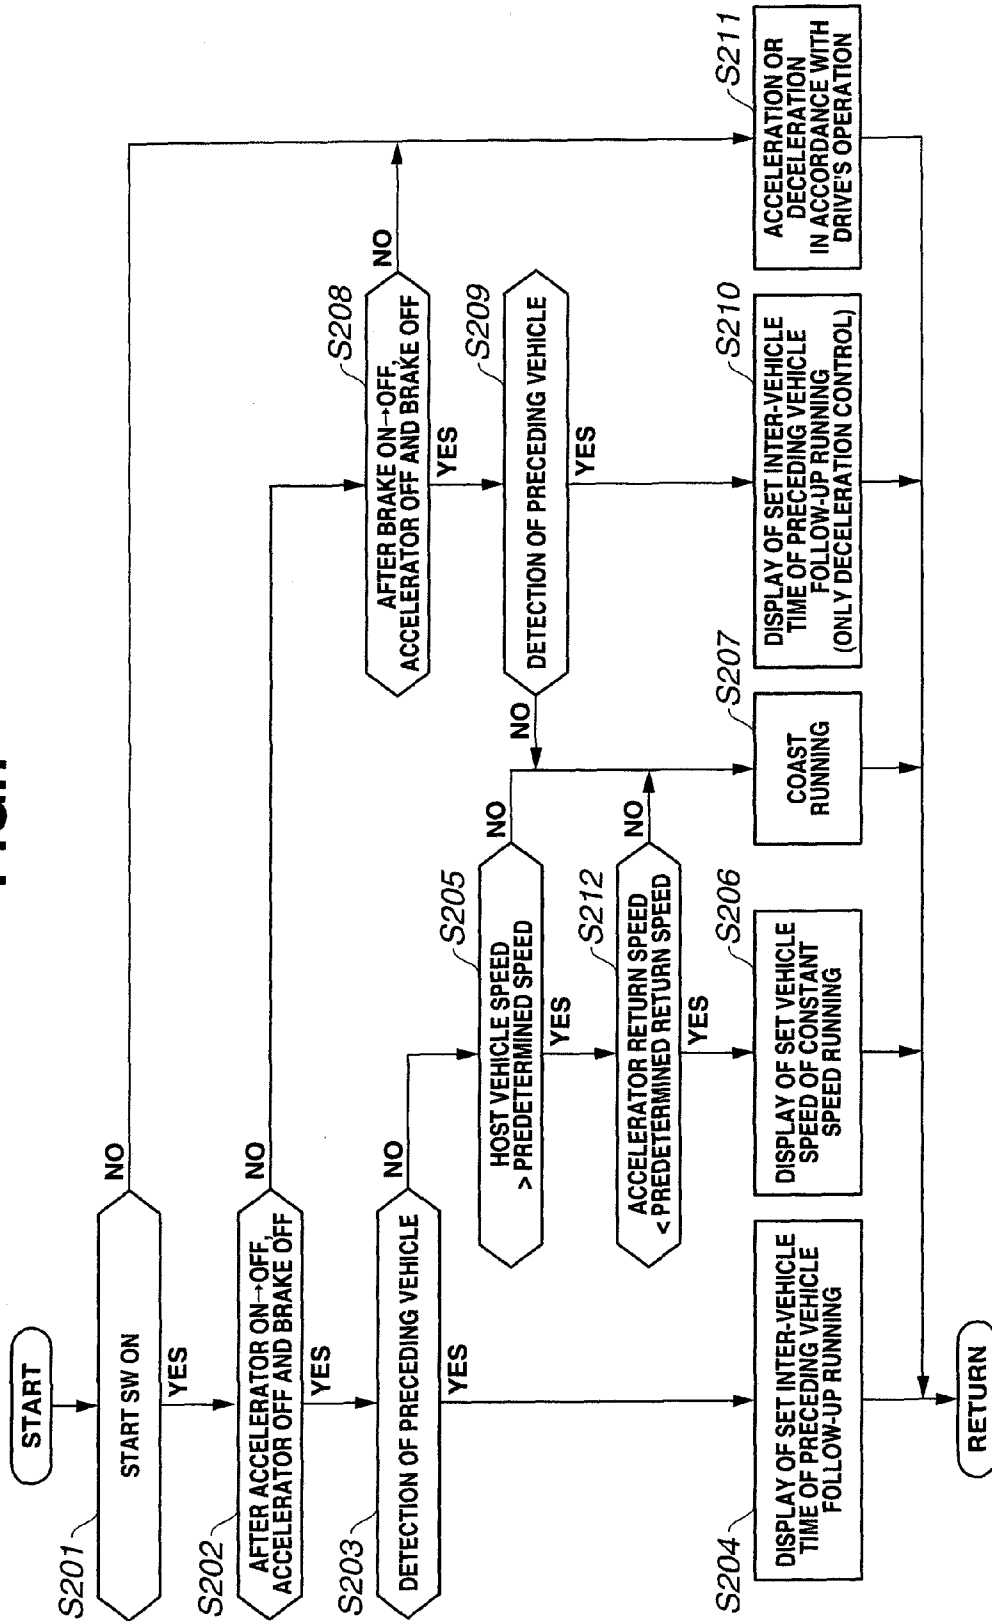 START
S201
START SW ON
NO
YES
S202
AFTER ACCELERATOR ON→OFF,
ACCELERATOR OFF AND BRAKE OFF
NO
YES
S203
DETECTION OF PRECEDING VEHICLE
NO
YES
S204
DISPLAY OF SET INTER-VEHICLE
TIME OF PRECEDING VEHICLE
FOLLOW-UP RUNNING
S205
HOST VEHICLE SPEED
> PREDETERMINED SPEED
NO
YES
S212
ACCELERATOR RETURN SPEED
< PREDETERMINED RETURN SPEED
NO
YES
S206
DISPLAY OF SET VEHICLE
SPEED OF CONSTANT
SPEED RUNNING
S207
COAST
RUNNING
S208
AFTER BRAKE ON→OFF,
ACCELERATOR OFF AND BRAKE OFF
NO
YES
S209
DETECTION OF PRECEDING VEHICLE
NO
YES
S210
DISPLAY OF SET INTER-VEHICLE
TIME OF PRECEDING VEHICLE
FOLLOW-UP RUNNING
(ONLY DECELERATION CONTROL)
S211
ACCELERATION OR
DECELERATION
IN ACCORDANCE WITH
DRIVE'S OPERATION
RETURN